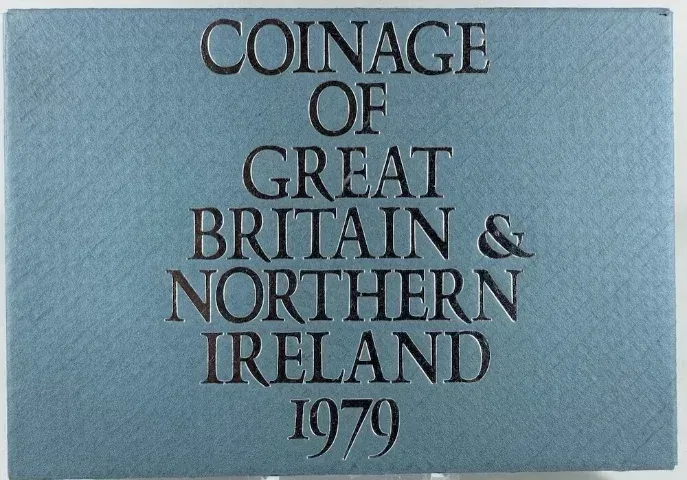 COINAGE
OF
GREAT
BRITAIN &
NORTHERN
IRELAND
1979